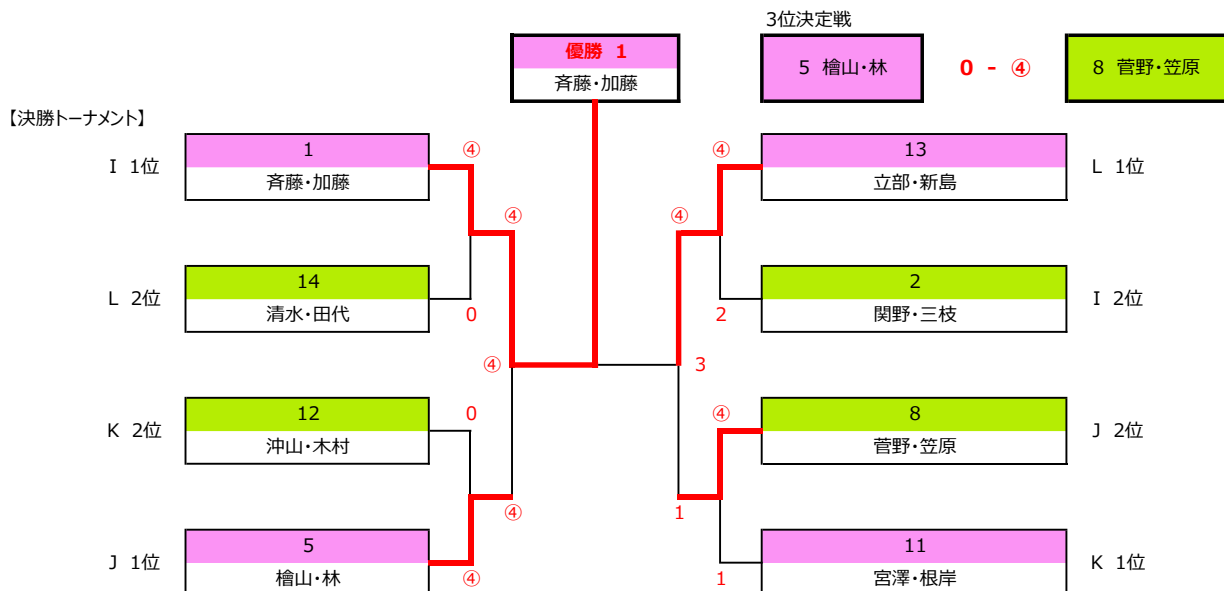 3位決定戦
優勝 1
斉藤・加藤
5 檜山・林
0 - ④
8 菅野・笠原
【決勝トーナメント】
I 1位
1
斉藤・加藤
④
④
13
立部・新島
L 1位
④
④
L 2位
14
清水・田代
0
2
2
関野・三枝
I 2位
④
3
K 2位
12
沖山・木村
0
④
8
菅野・笠原
J 2位
④
1
J 1位
5
檜山・林
④
1
11
宮澤・根岸
K 1位